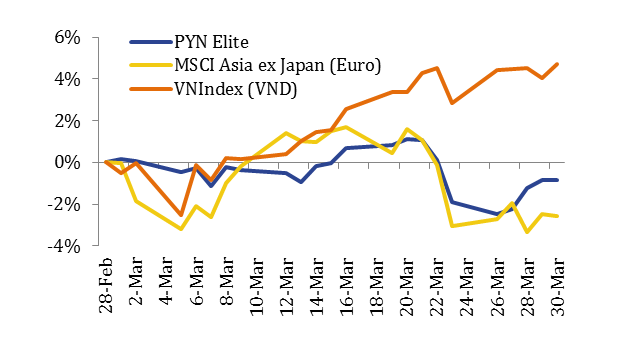 6%
4%
2%
0%
-2%
-4%
PYN Elite
MSCI Asia ex Japan (Euro)
VNIndex (VND)
28-Feb
2-Mar
4-Mar
6-Mar
8-Mar
10-Mar
12-Mar
14-Mar
16-Mar
18-Mar
20-Mar
22-Mar
24-Mar
26-Mar
28-Mar
30-Mar